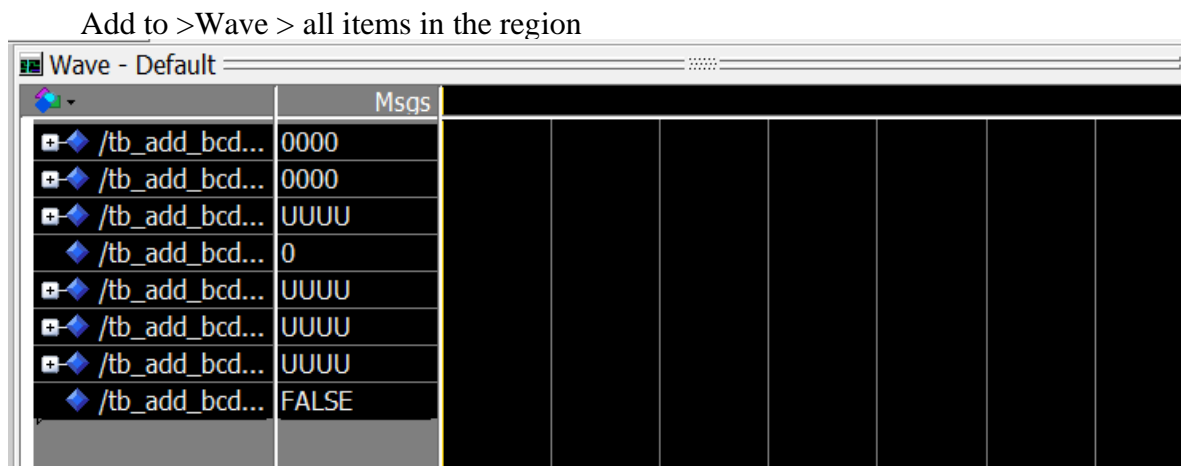 Add to >Wave > all items in the region
Wave - Default
Msgs
/tb_add_bcd... 0000
/tb_add_bcd... 0000
/tb_add_bcd... UUUU
/tb_add_bcd... 0
/tb_add_bcd... UUUU
/tb_add_bcd... UUUU
/tb_add_bcd... UUUU
/tb_add_bcd... FALSE